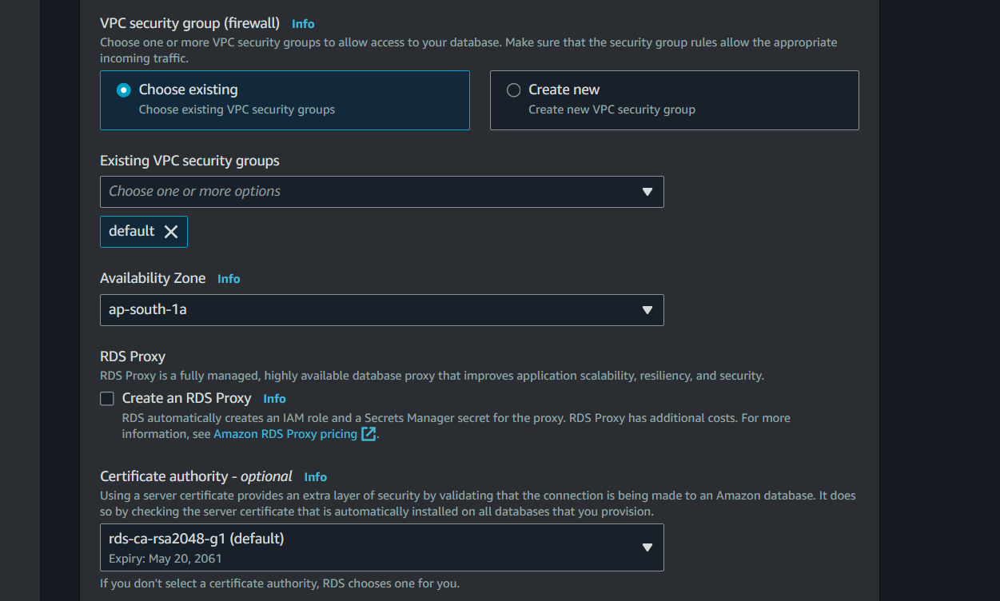 VPC security group (firewall) Info
Choose one or more VPC security groups to allow access to your database. Make sure that the security group rules allow the appropriate
incoming traffic.
Choose existing
Choose existing VPC security groups
Create new
Create new VPC security group
Existing VPC security groups
Choose one or more options
default
Availability Zone Info
ap-south-1a
RDS Proxy
RDS Proxy is a fully managed, highly available database proxy that improves application scalability, resiliency, and security.
Create an RDS Proxy Info
RDS automatically creates an IAM role and a Secrets Manager secret for the proxy. RDS Proxy has additional costs. For more
information, see Amazon RDS Proxy pricing.
Certificate authority - optional Info
Using a server certificate provides an extra layer of security by validating that the connection is being made to an Amazon database. It does
so by checking the server certificate that is automatically installed on all databases that you provision.
rds-ca-rsa2048-g1 (default)
Expiry: May 20, 2061
If you don't select a certificate authority, RDS chooses one for you.